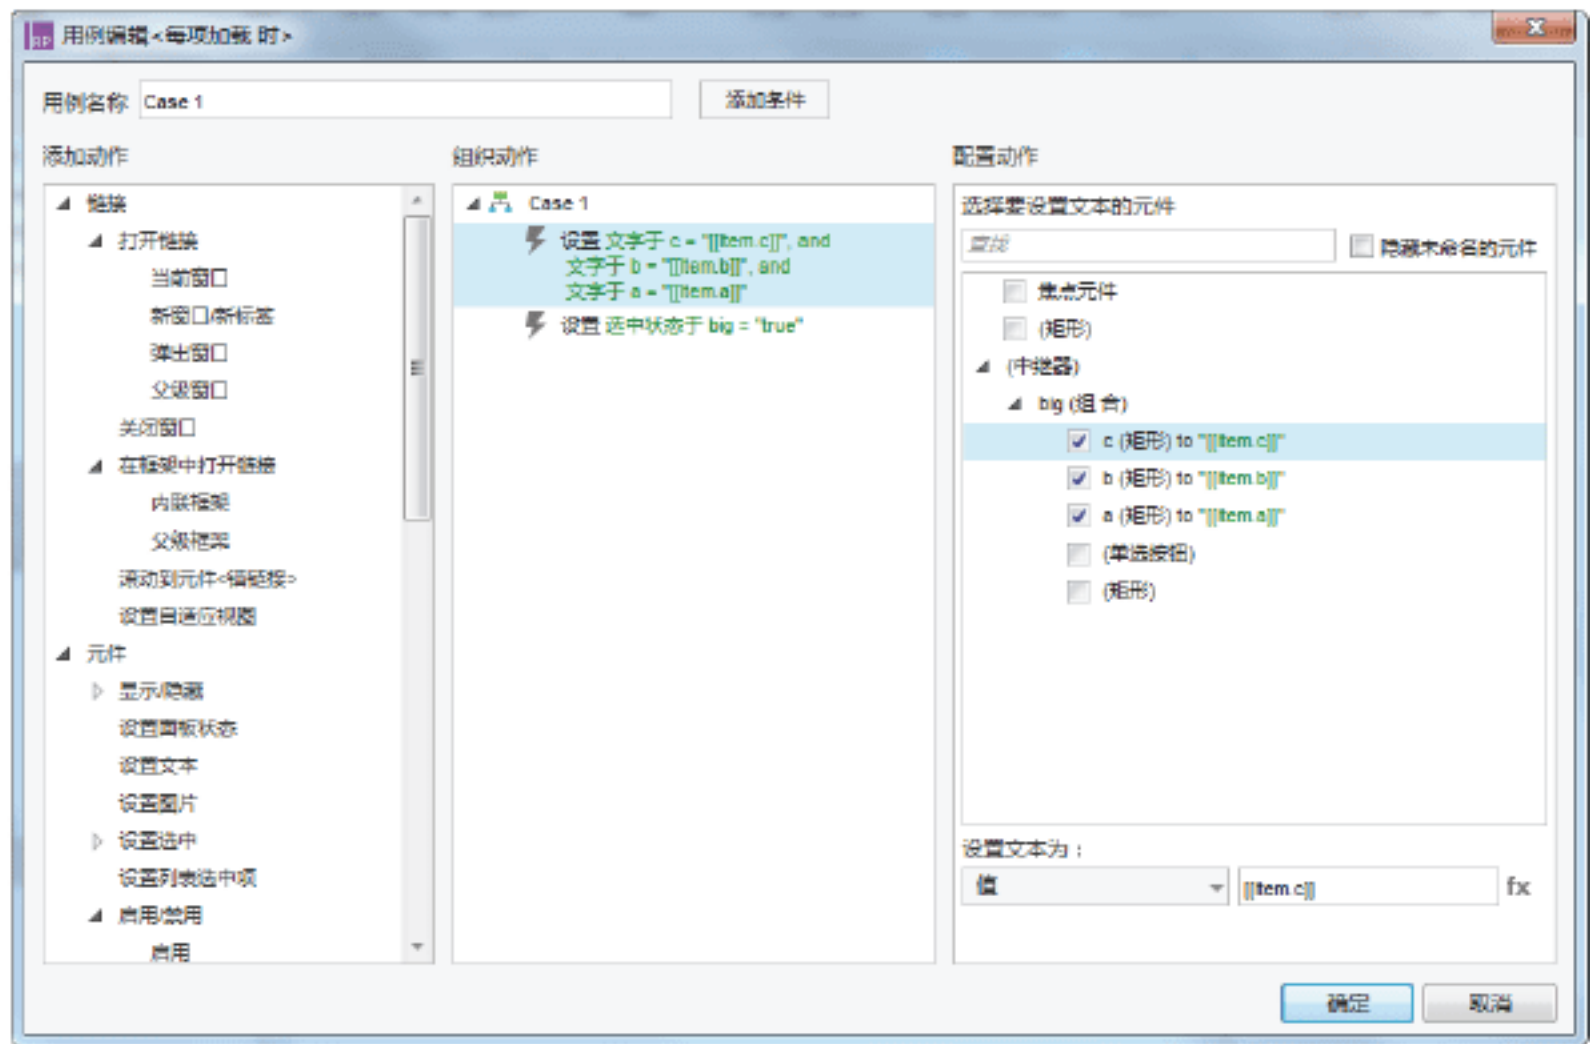 RP 用例编辑<每项加载 时>
用例名称 Case 1 添加条件
添加动作
链接
打开链接
当前窗口
新窗口/新标签
弹出窗口
父级窗口
关闭窗口
在框架中打开链接
内联框架
父级框架
滚动到元件<锚链接>
设置自适应视图
元件
显示/隐藏
设置面板状态
设置文本
设置图片
设置选中
设置列表选中项
启用/禁用
启用
组织动作
Case 1
设置 文字于 c = "[[Item.c]]", and
文字于 b = "[[Item.b]]", and
文字于 a = "[[Item.a]]"
设置 选中状态于 big = "true"
配置动作
选择要设置文本的元件
查找 隐藏未命名的元件
焦点元件
(矩形)
(中继器)
big (组合)
c (矩形) to "[[Item.c]]"
b (矩形) to "[[Item.b]]"
a (矩形) to "[[Item.a]]"
(单选按钮)
(矩形)
设置文本为：
值 [[Item.c]] fx
确定 取消